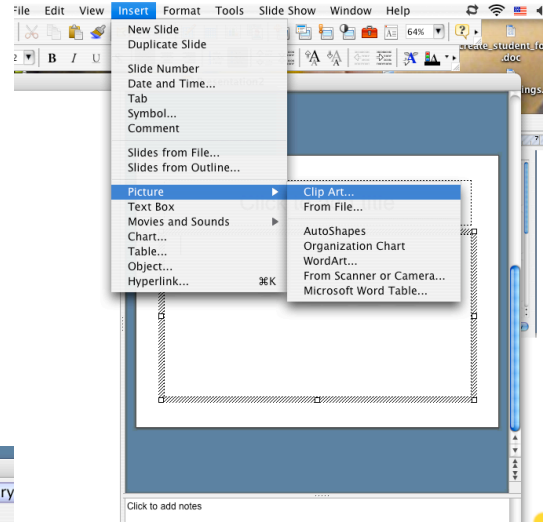 File Edit View Insert Format Tools Slide Show Window Help
64%
B I U
.doc
New Slide
Duplicate Slide
Slide Number
Date and Time...
Tab
Symbol...
Comment
Slides from File...
Slides from Outline...
Picture
Text Box
Movies and Sounds
Chart...
Table...
Object...
Hyperlink... ⌘K
Clip Art...
From File...
AutoShapes
Organization Chart
WordArt...
From Scanner or Camera...
Microsoft Word Table...
Click to add notes